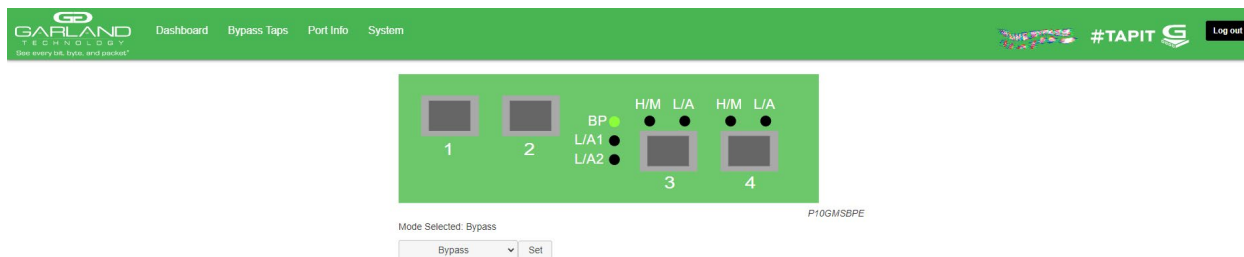 GARLAND
TECHNOLOGY
See every bit, byte, and packet®
Dashboard Bypass Taps Port Info System
#TAPIT
Log out
H/M L/A H/M L/A
BP
L/A1
L/A2
1 2
3 4
P10GMSBPE
Mode Selected: Bypass
Bypass Set